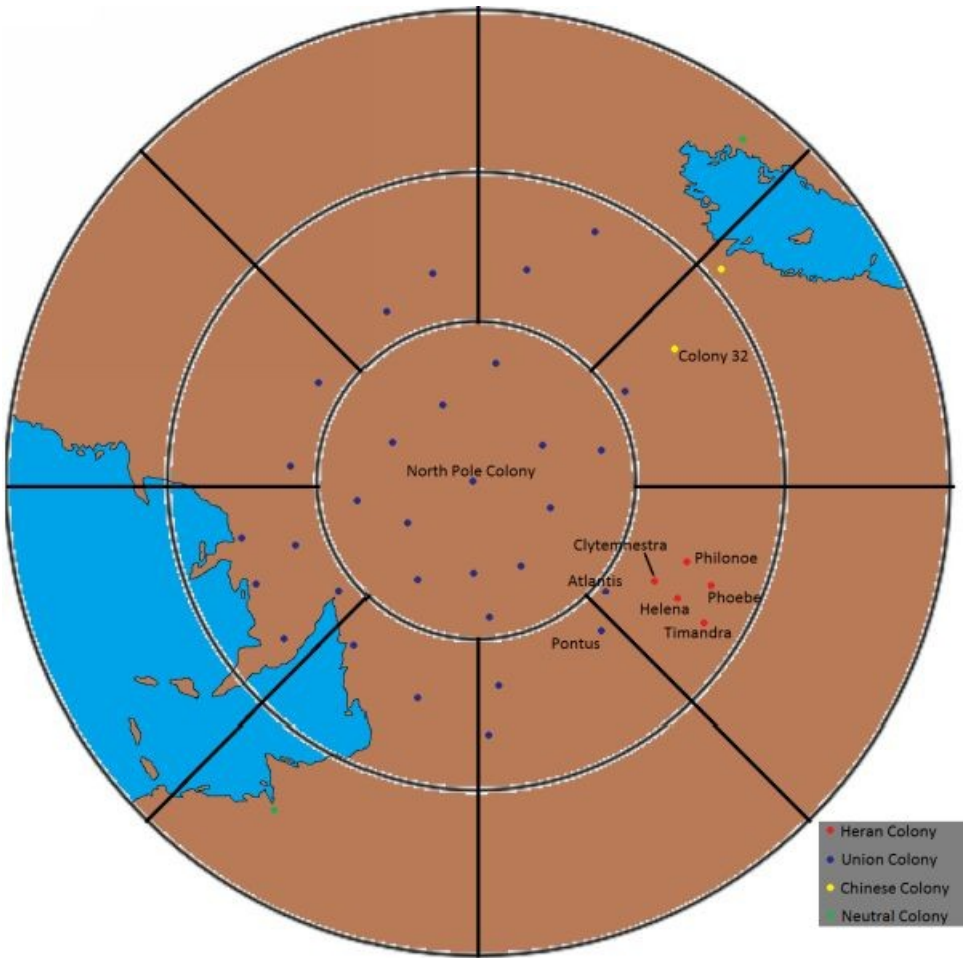 Colony 32
North Pole Colony
Clytemnestra
Philonoe
Atlantis
Phoebe
Helena
Timandra
Pontus
Heran Colony
Union Colony
Chinese Colony
Neutral Colony